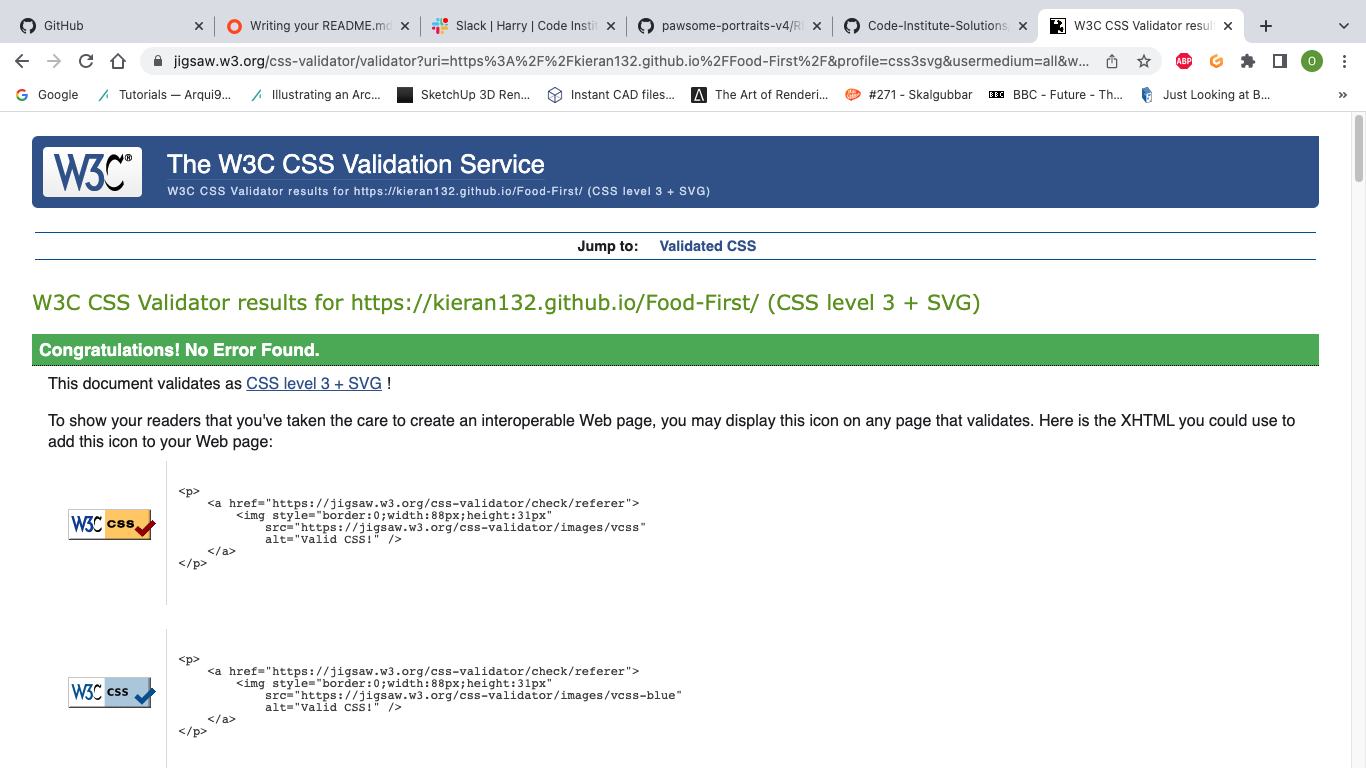 GitHub
Writing your README.md
Slack | Harry | Code Insti
pawsome-portraits-v4/R
Code-Institute-Solutions
W3C CSS Validator resul
jigsaw.w3.org/css-validator/validator?uri=https%3A%2F%2Fkieran132.github.io%2FFood-First%2F&profile=css3svg&usermedium=all&w...
ABP
O
Google
Tutorials — Arqui9...
Illustrating an Arc...
SketchUp 3D Ren...
Instant CAD files...
The Art of Renderi...
#271 - Skalgubbar
BBC
BBC - Future - Th...
Just Looking at B...
»
W3C®
The W3C CSS Validation Service
W3C CSS Validator results for https://kieran132.github.io/Food-First/ (CSS level 3 + SVG)
Jump to: Validated CSS
W3C CSS Validator results for https://kieran132.github.io/Food-First/ (CSS level 3 + SVG)
Congratulations! No Error Found.
This document validates as CSS level 3 + SVG !
To show your readers that you've taken the care to create an interoperable Web page, you may display this icon on any page that validates. Here is the XHTML you could use to
add this icon to your Web page:
W3C CSS
<p>
<a href="https://jigsaw.w3.org/css-validator/check/referer">
<img style="border:0;width:88px;height:31px"
src="https://jigsaw.w3.org/css-validator/images/vcss"
alt="Valid CSS!" />
</a>
</p>
W3C CSS
<p>
<a href="https://jigsaw.w3.org/css-validator/check/referer">
<img style="border:0;width:88px;height:31px"
src="https://jigsaw.w3.org/css-validator/images/vcss-blue"
alt="Valid CSS!" />
</a>
</p>